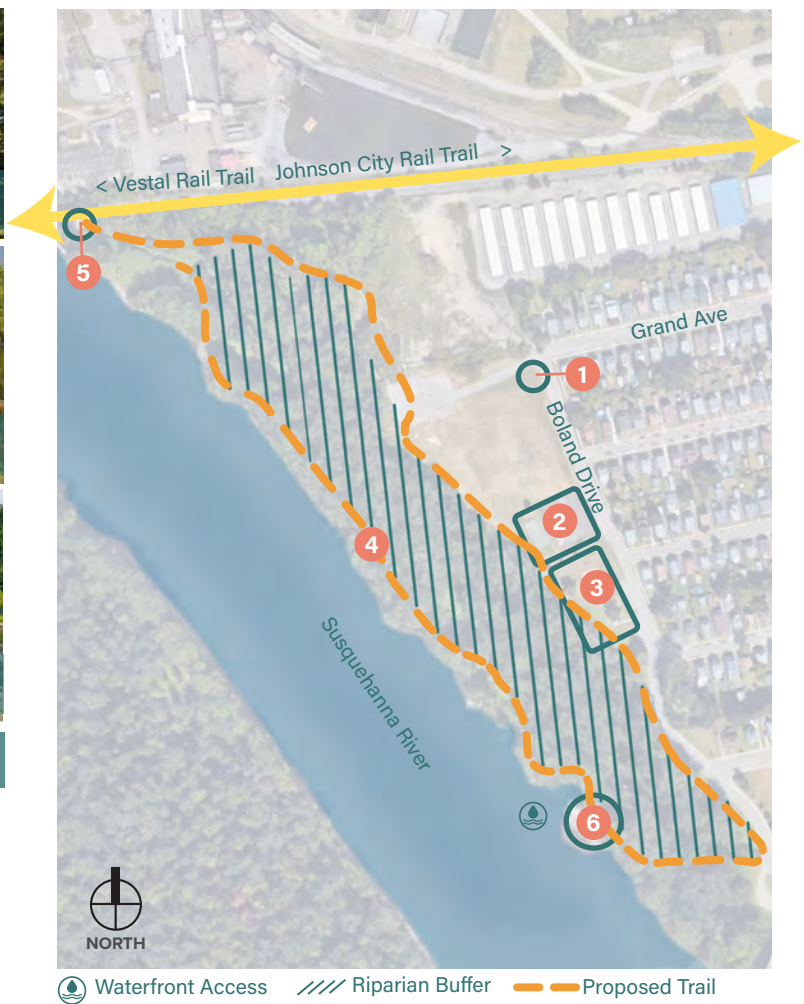 < Vestal Rail Trail Johnson City Rail Trail >
5
Grand Ave
1
Boland Drive
2
3
4
Susquehanna River
6
NORTH
Waterfront Access Riparian Buffer Proposed Trail